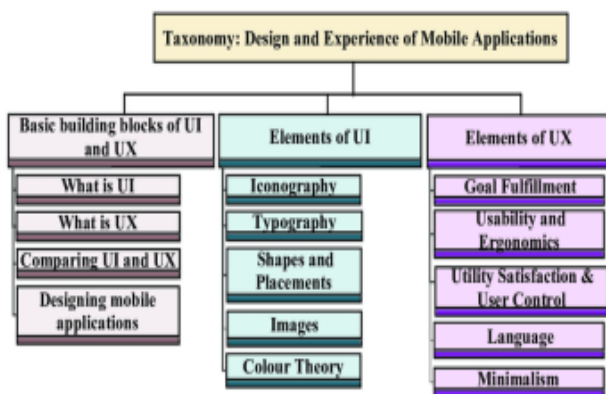 Taxonomy: Design and Experience of Mobile Applications
Basic building blocks of UI
and UX
What is UI
What is UX
Comparing UI and UX
Designing mobile
applications
Elements of UI
Iconography
Typography
Shapes and
Placements
Images
Colour Theory
Elements of UX
Goal Fulfillment
Usability and
Ergonomics
Utility Satisfaction &
User Control
Language
Minimalism